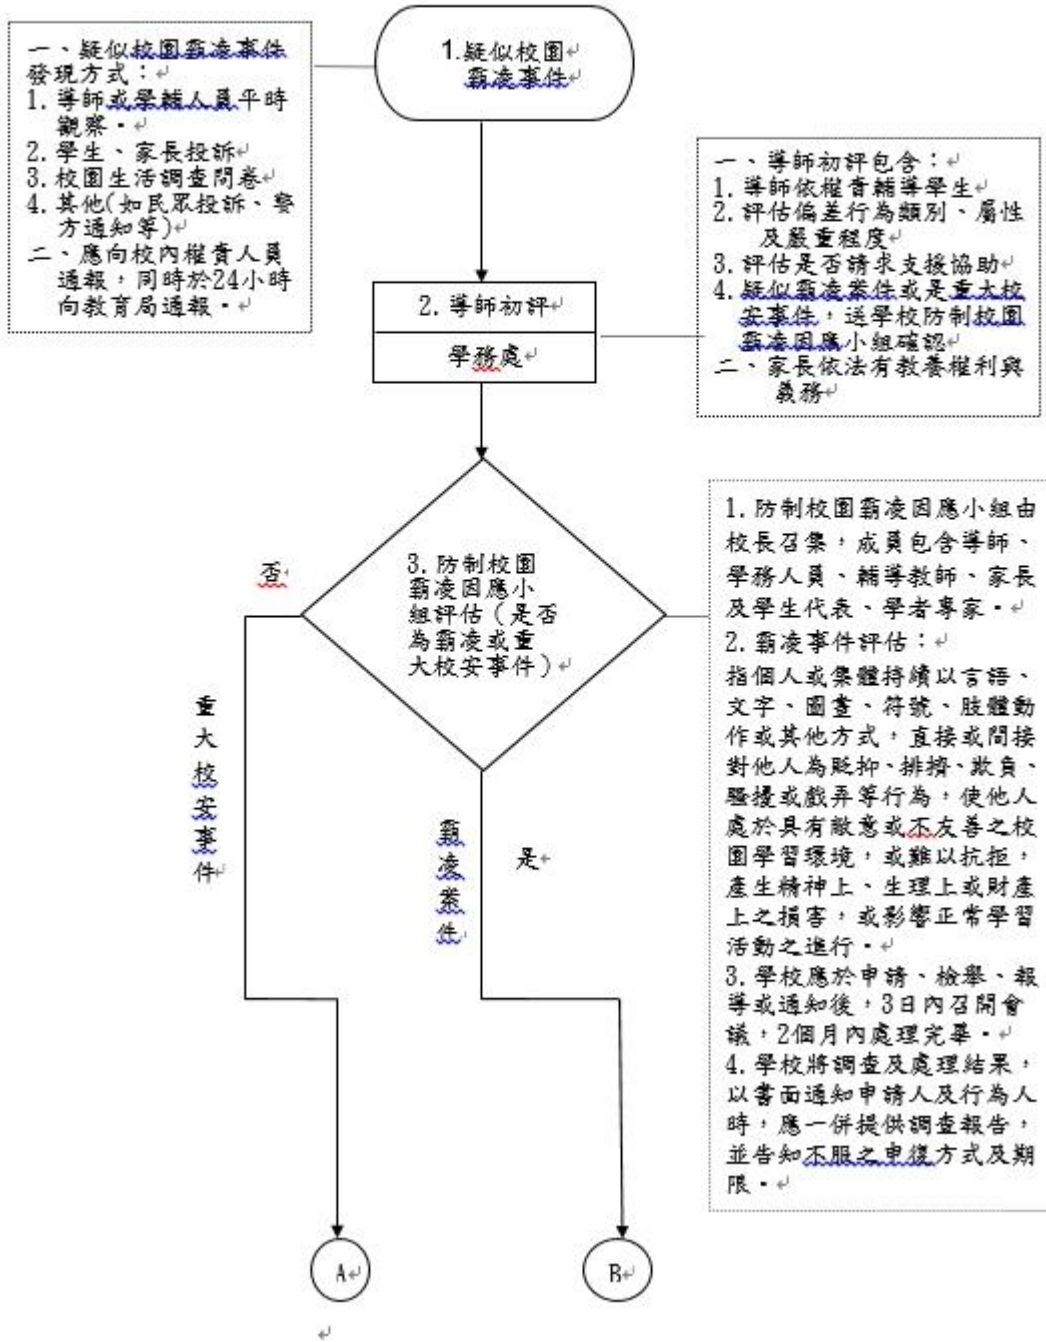 1.疑似校園
霸凌事件
一、疑似校園霸凌事件
發現方式：
1. 導師或學輔人員平時
觀察。
2. 學生、家長投訴
3. 校園生活調查問卷
4. 其他(如民眾投訴、警
方通知等)
二、應向校內權責人員
通報，同時於24小時
向教育局通報。
2. 導師初評
學務處
一、導師初評包含：
1. 導師依權責輔導學生
2. 評估偏差行為類別、屬性
及嚴重程度
3. 評估是否請求支援協助
4. 疑似霸凌案件或是重大校
安事件，送學校防制校園
霸凌因應小組確認
二、家長依法有教養權利與
義務
3. 防制校園
霸凌因應小
組評估（是否
為霸凌或重
大校安事件）
1. 防制校園霸凌因應小組由
校長召集，成員包含導師、
學務人員、輔導教師、家長
及學生代表、學者專家。
2. 霸凌事件評估：
指個人或集體持續以言語、
文字、圖畫、符號、肢體動
作或其他方式，直接或間接
對他人為貶抑、排擠、欺負、
騷擾或戲弄等行為，使他人
處於具有敵意或不友善之校
園學習環境，或難以抗拒，
產生精神上、生理上或財產
上之損害，或影響正常學習
活動之進行。
3. 學校應於申請、檢舉、報
導或通知後，3日內召開會
議，2個月內處理完畢。
4. 學校將調查及處理結果，
以書面通知申請人及行為人
時，應一併提供調查報告，
並告知不服之申復方式及期
限。
否
重大校安事件
霸凌案件
是
A
B